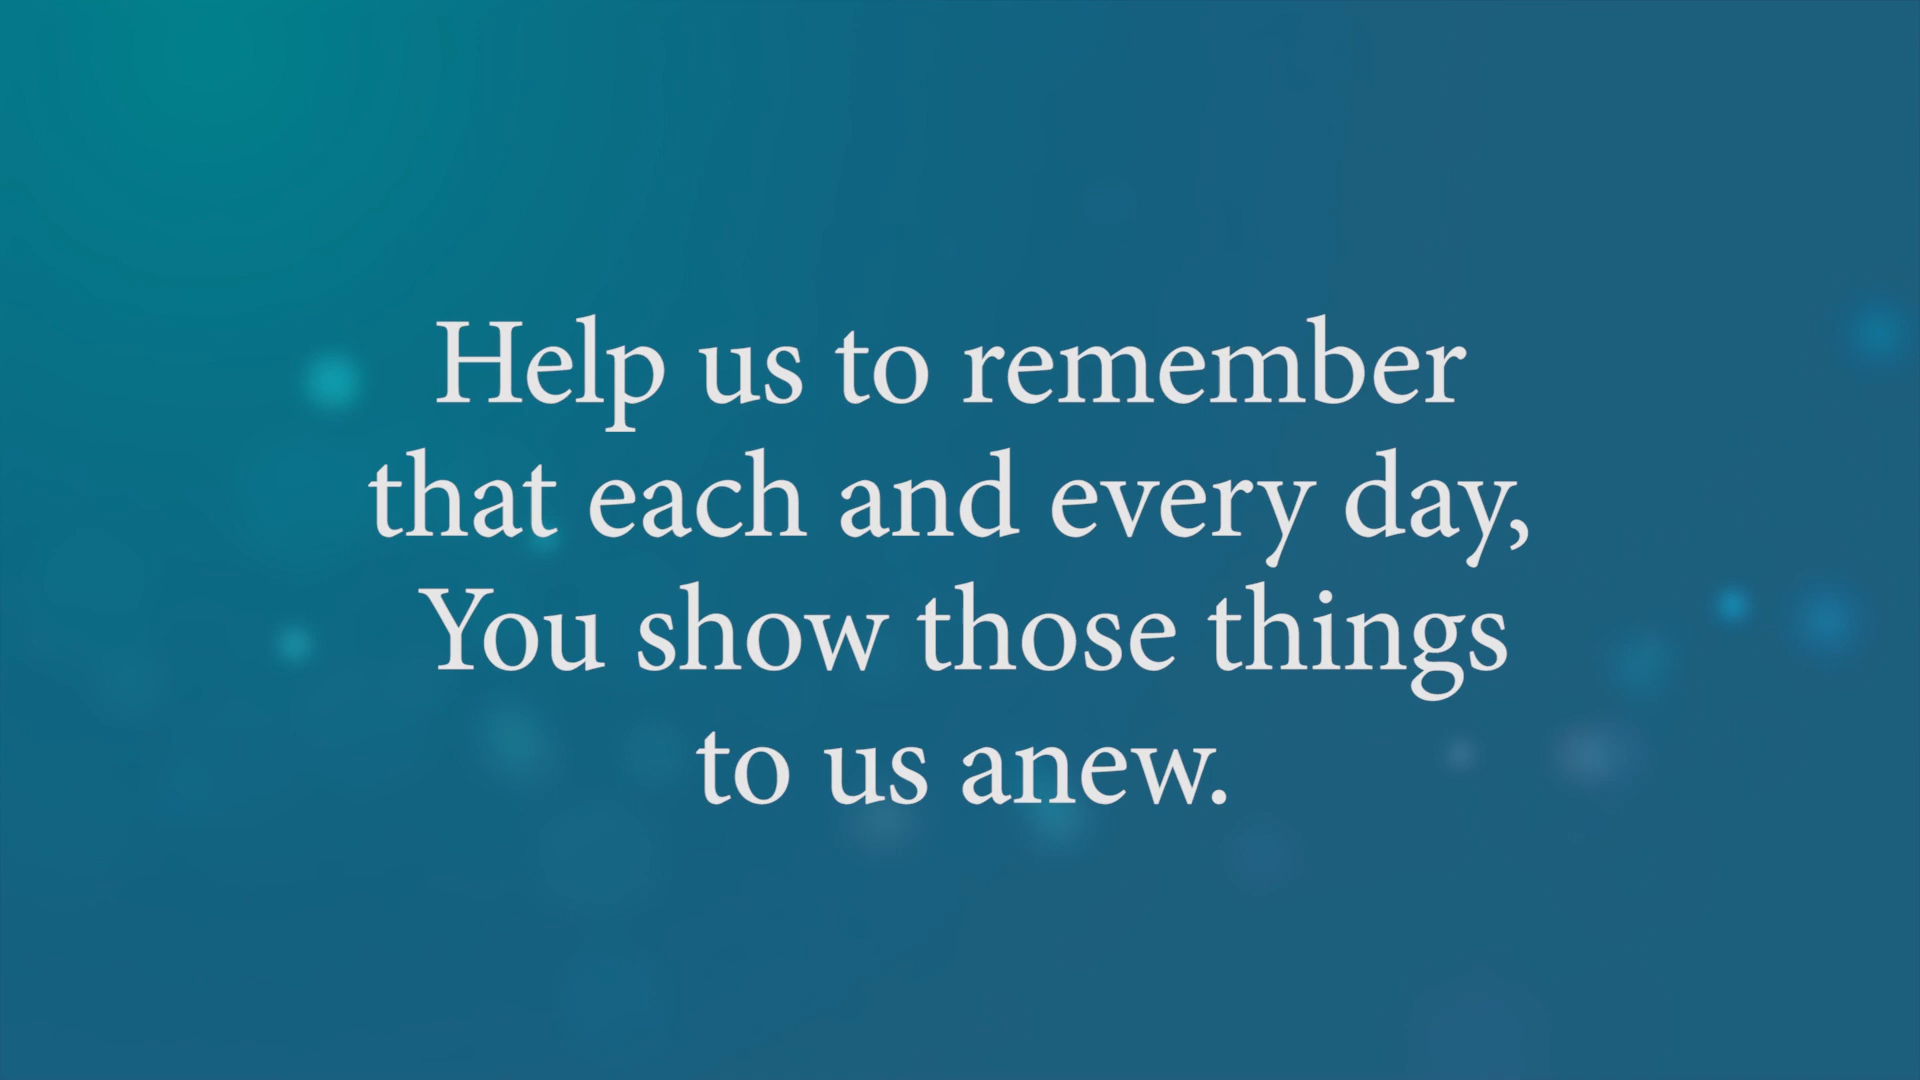 Help us to remember
that each and every day,
You show those things
to us anew.